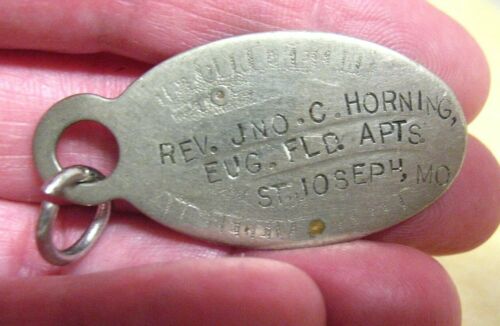 REV. JNO. C. HORNING,
EUG. FLD. APTS.
ST. JOSEPH, MO